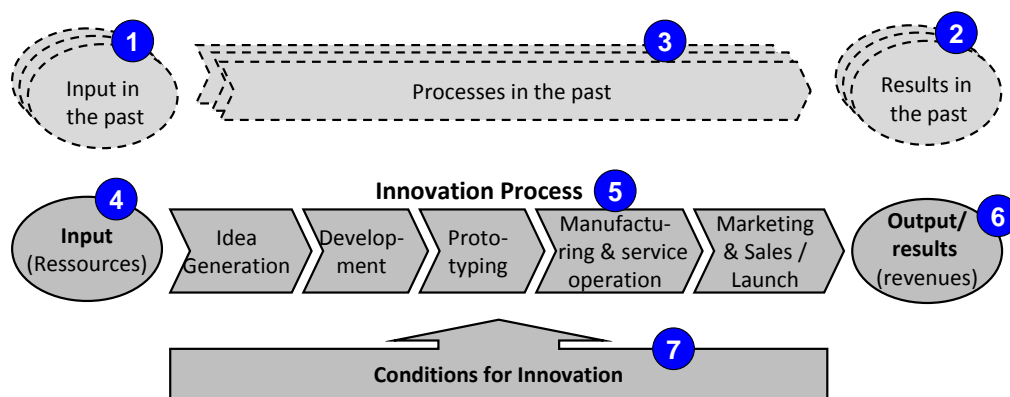 1
3
2
Input in
the past
Processes in the past
Results in
the past
Innovation Process
5
4
6
Input
(Ressources)
Idea
Generation
Develop-
ment
Proto-
typing
Manufactu-
ring & service
operation
Marketing
& Sales /
Launch
Output/
results
(revenues)
7
Conditions for Innovation